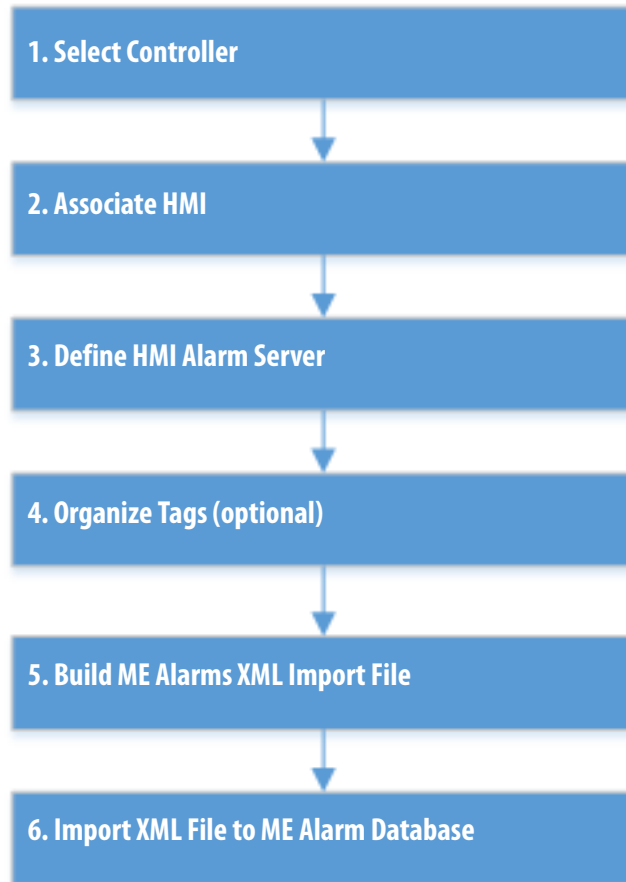 1. Select Controller
2. Associate HMI
3. Define HMI Alarm Server
4. Organize Tags (optional)
5. Build ME Alarms XML Import File
6. Import XML File to ME Alarm Database